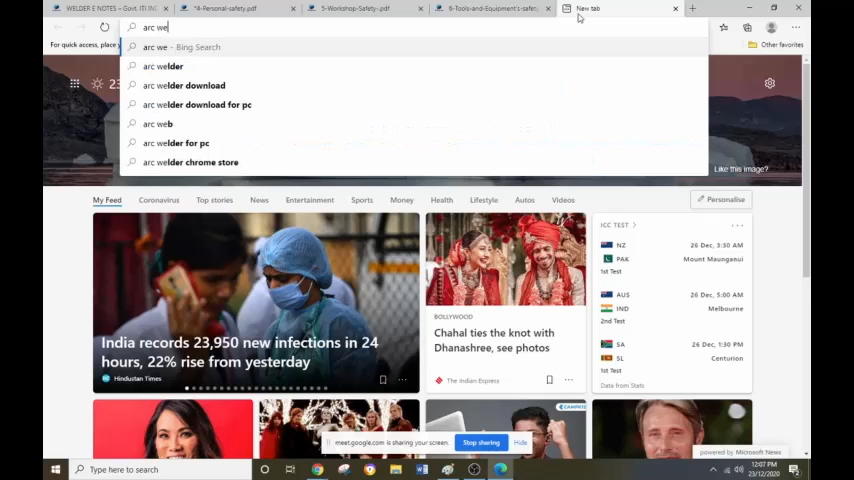 WELDER E NOTES – Govt. ITI INC
*4-Personal-safety*.pdf
5-Workshop-Safety-.pdf
6-Tools-and-Equipment's-safety
New tab
arc we
For quick access, place y
Other favorites
arc we - Bing Search
arc welder
arc welder download
arc welder download for pc
arc web
arc welder for pc
arc welder chrome store
23
Like this image?
My Feed
Coronavirus
Top stories
News
Entertainment
Sports
Money
Health
Lifestyle
Autos
Videos
Personalise
India records 23,950 new infections in 24
hours, 22% rise from yesterday
Hindustan Times
BOLLYWOOD
Chahal ties the knot with
Dhanashree, see photos
The Indian Express
ICC TEST
NZ
26 Dec, 3:30 AM
PAK
Mount Maunganui
1st Test
AUS
26 Dec, 5:00 AM
IND
Melbourne
2nd Test
SA
26 Dec, 1:30 PM
SL
Centurion
1st Test
Data from Stats
meet.google.com is sharing your screen.
Stop sharing
Hide
powered by Microsoft News
Type here to search
12:07 PM
23/12/2020